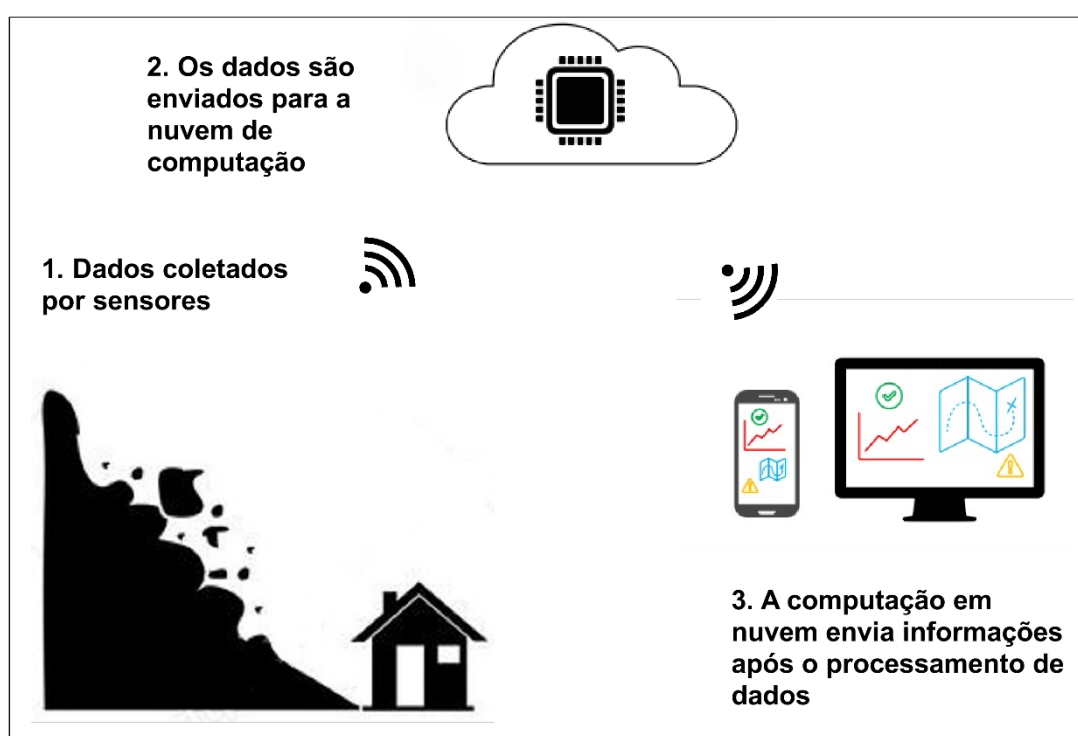 2. Os dados são
enviados para a
nuvem de
computação
1. Dados coletados
por sensores
3. A computação em
nuvem envia informações
após o processamento de
dados